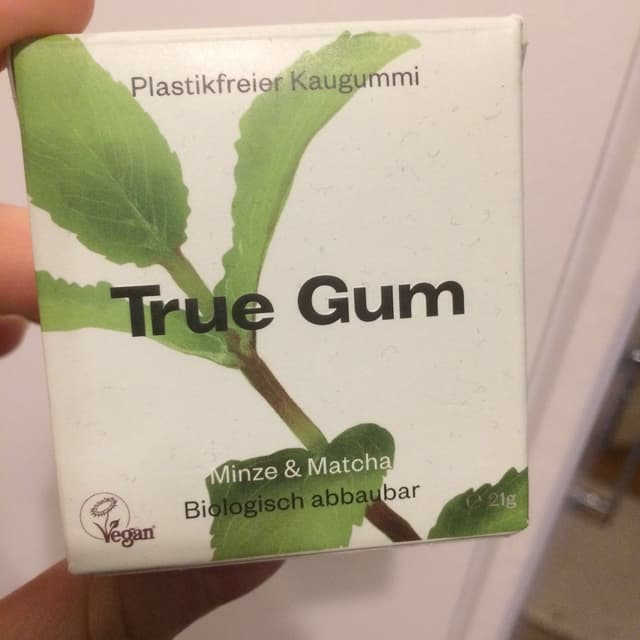 Plastikfreier Kaugummi
True Gum
Minze & Matcha
Biologisch abbaubar
℮ 21g
Vegan